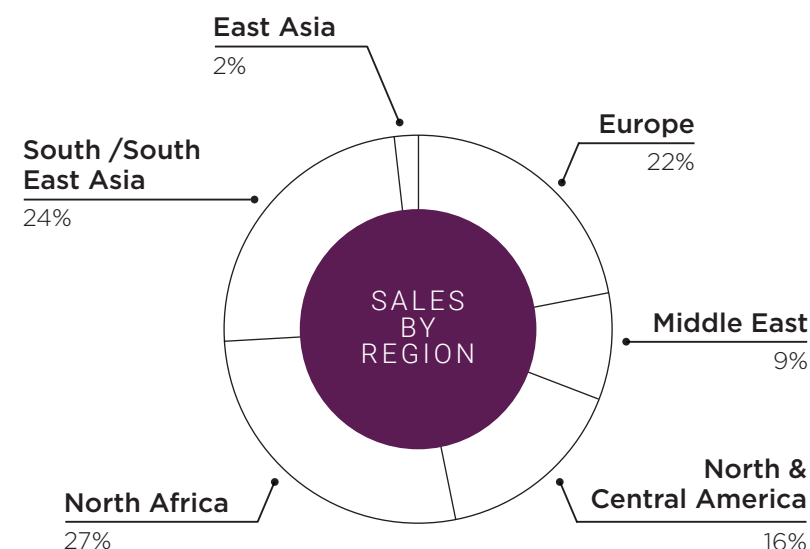 East Asia
2%
Europe
22%
South /South
East Asia
24%
SALES
BY
REGION
Middle East
9%
North &
Central America
16%
North Africa
27%